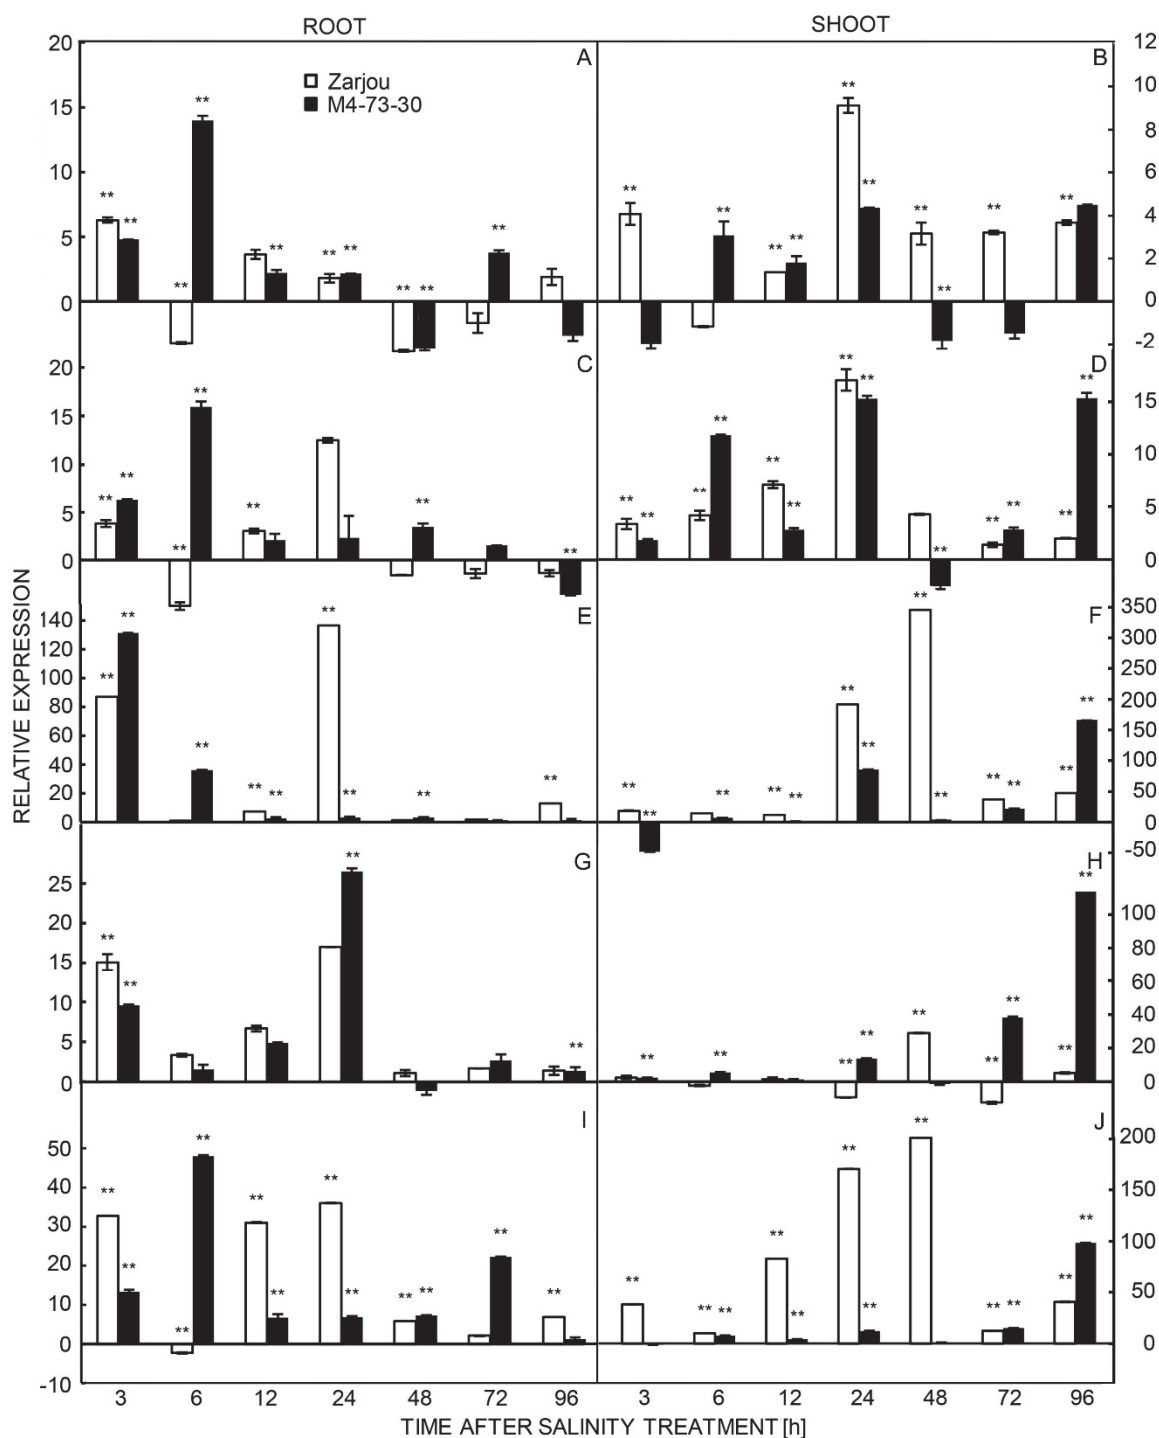 ROOT SHOOT
20 12
A B
Zarjou
M4-73-30
** ** ** ** ** ** ** ** ** ** ** ** ** ** ** ** ** ** **
15 10
10 8
5 6
0 4
2
0
-2
C D
20 15
15 10
10 5
5 0
0
** ** ** ** ** ** ** ** ** ** ** ** ** ** ** ** ** ** ** **
E F
140 350
120 300
100 250
80 200
60 150
40 100
20 50
0 0
-50
** ** ** ** ** ** ** ** ** ** ** ** ** ** ** ** ** ** ** ** **
G H
25 100
20 80
15 60
10 40
5 20
0 0
** ** ** ** ** ** ** ** ** ** ** ** **
I J
50 200
40 150
30 100
20 50
10 0
0
-10
** ** ** ** ** ** ** ** ** ** ** ** ** ** ** ** ** ** ** ** ** ** ** **
RELATIVE EXPRESSION
3 6 12 24 48 72 96 3 6 12 24 48 72 96
TIME AFTER SALINITY TREATMENT [h]